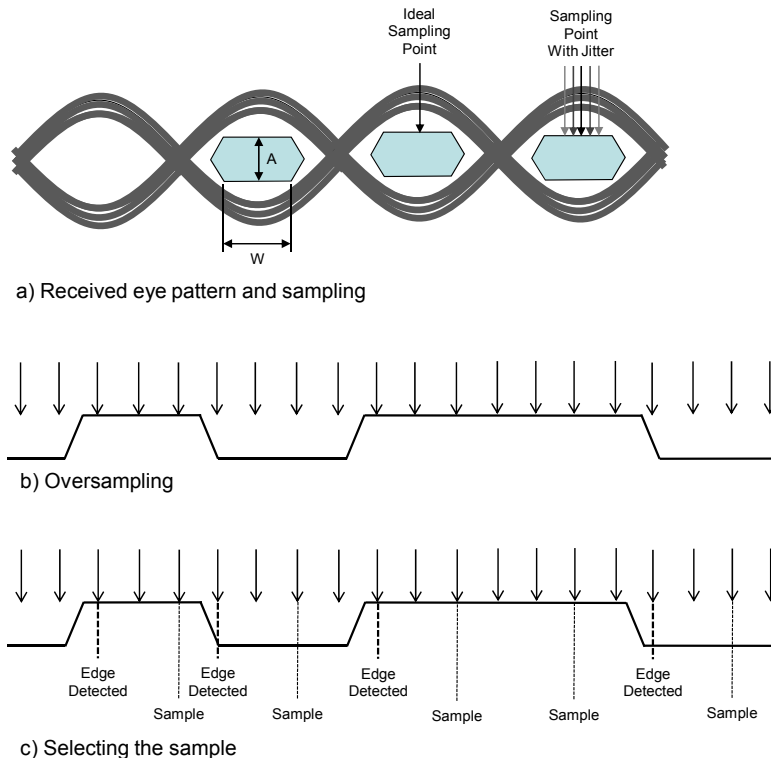 Ideal
Sampling
Point
Sampling
Point
With Jitter
A
W
a) Received eye pattern and sampling
b) Oversampling
Edge
Detected
Edge
Detected
Edge
Detected
Edge
Detected
Sample
Sample
Sample
Sample
Sample
c) Selecting the sample